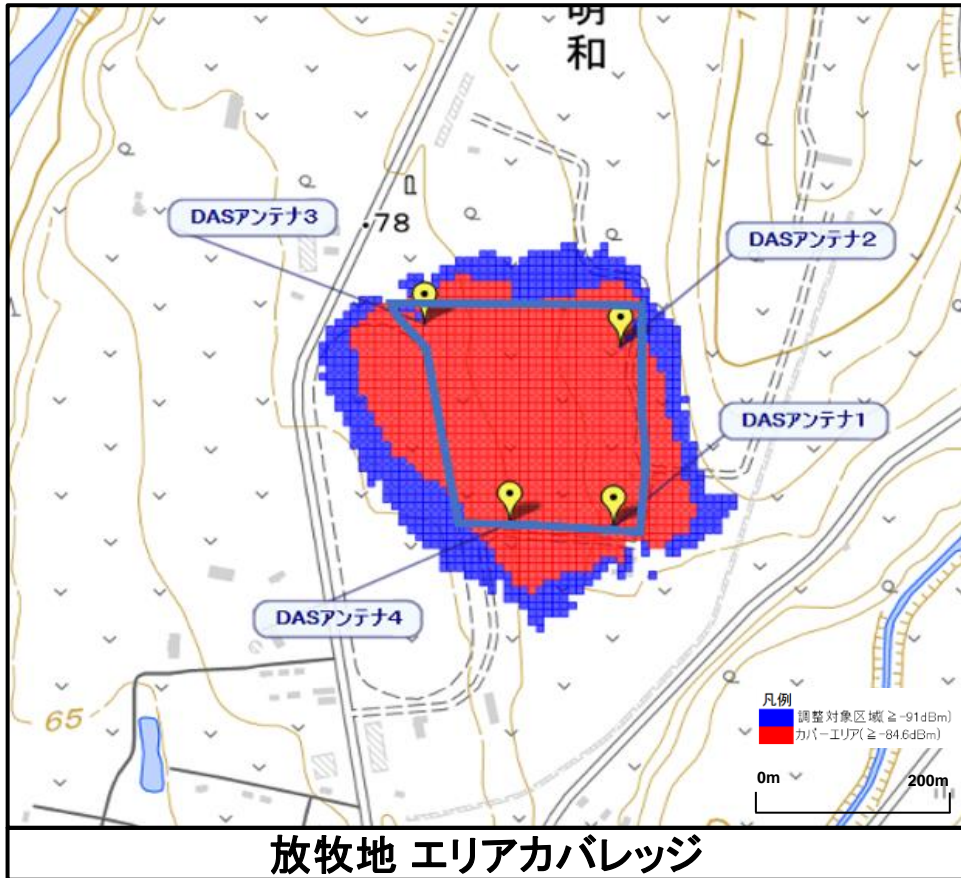 明
和
DASアンテナ3
78
DASアンテナ2
DASアンテナ1
DASアンテナ4
65
凡例
調整対象区域(≧-91dBm)
カバーエリア(≧-84.6dBm)
0m
200m
放牧地 エリアカバレッジ